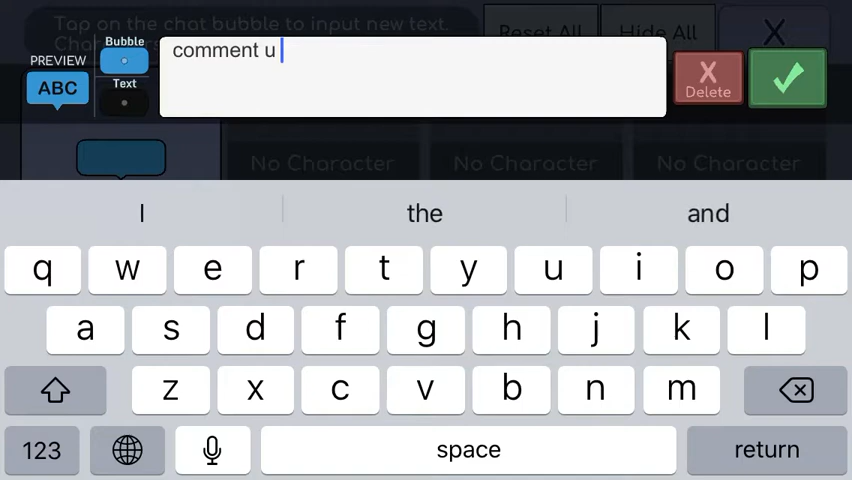 Tap on the chat bubble to input new text.
Reset All
Hide All
X
PREVIEW
Bubble
ABC
Text
comment u
X
Delete
No Character
No Character
No Character
I
the
and
q w e r t y u i o p
a s d f g h j k l
z x c v b n m
123
space
return